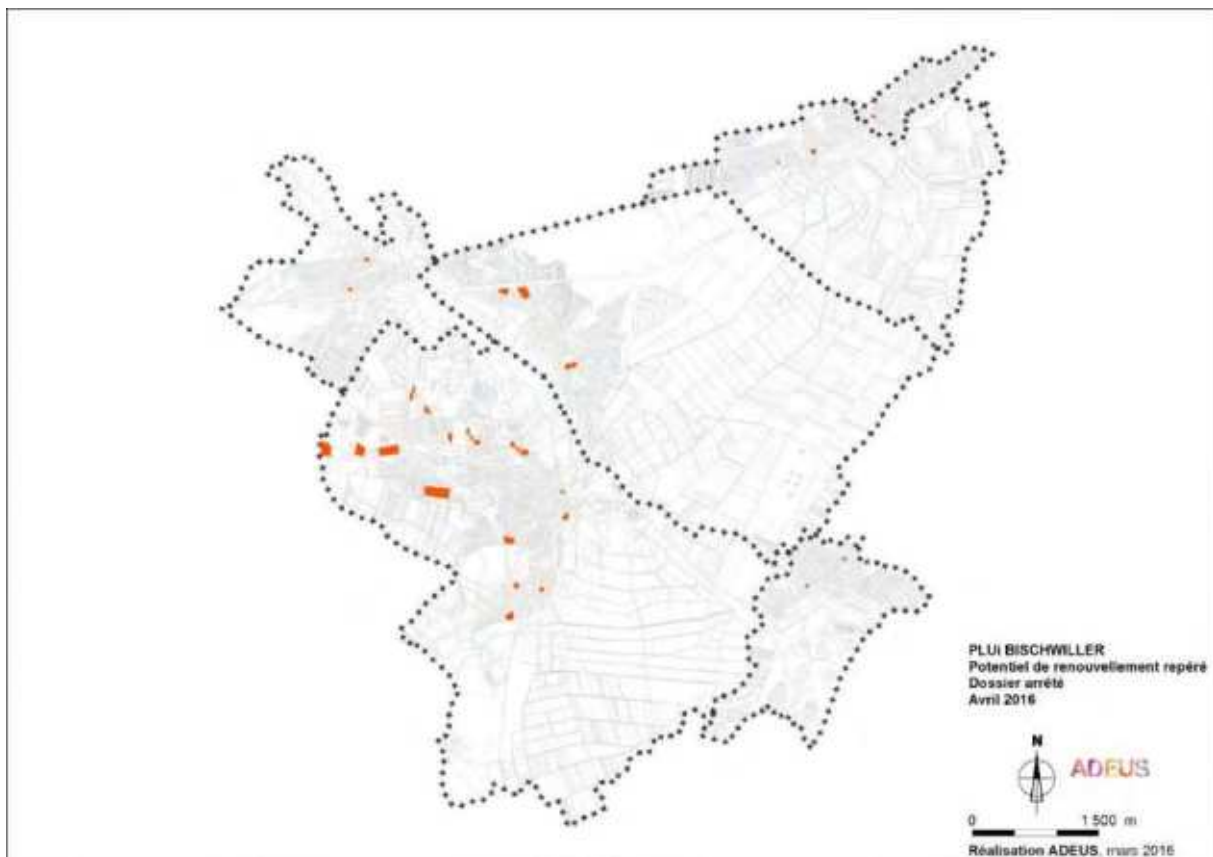 PLUi BISCHWILLER
Potentiel de renouvellement repéré
Dossier arrêté
Avril 2016
N
ADEUS
0 1 500 m
Réalisation ADEUS, mars 2016